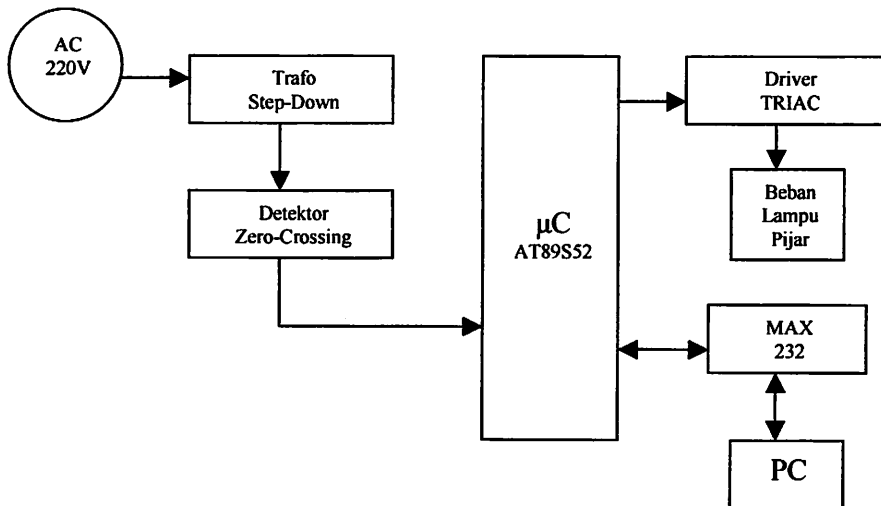 AC
220V
Trafo
Step-Down
Detektor
Zero-Crossing
μC
AT89S52
Driver
TRIAC
Beban
Lampu
Pijar
MAX
232
PC